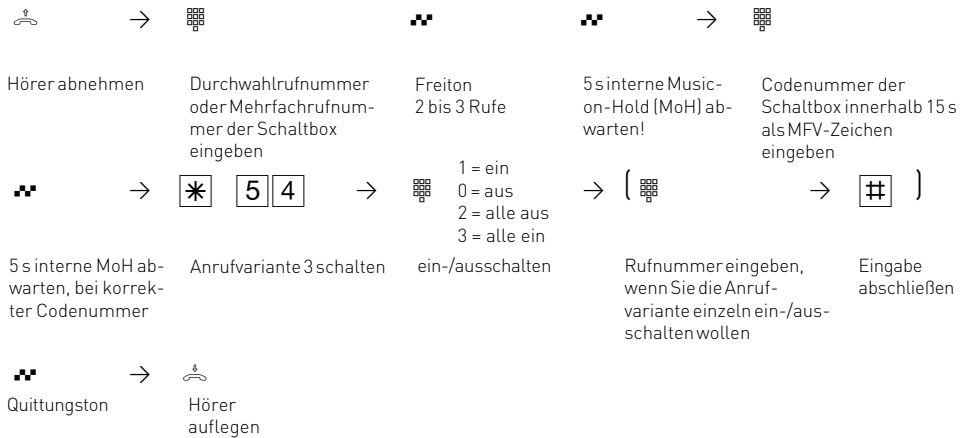 Hörer abnehmen
Durchwahlrufnummer
oder Mehrfachrufnum-
mer der Schaltbox
eingeben
Freiton
2 bis 3 Rufe
5 s interne Music-
on-Hold (MoH) ab-
warten!
Codenummer der
Schaltbox innerhalb 15 s
als MFV-Zeichen
eingeben
* 5 4
1 = ein
0 = aus
2 = alle aus
3 = alle ein
( # )
5 s interne MoH ab-
warten, bei korrek-
ter Codenummer
Anrufvariante 3 schalten
ein-/ausschalten
Rufnummer eingeben,
wenn Sie die Anruf-
variante einzeln ein-/aus-
schalten wollen
Eingabe
abschließen
Quittungston
Hörer
auflegen